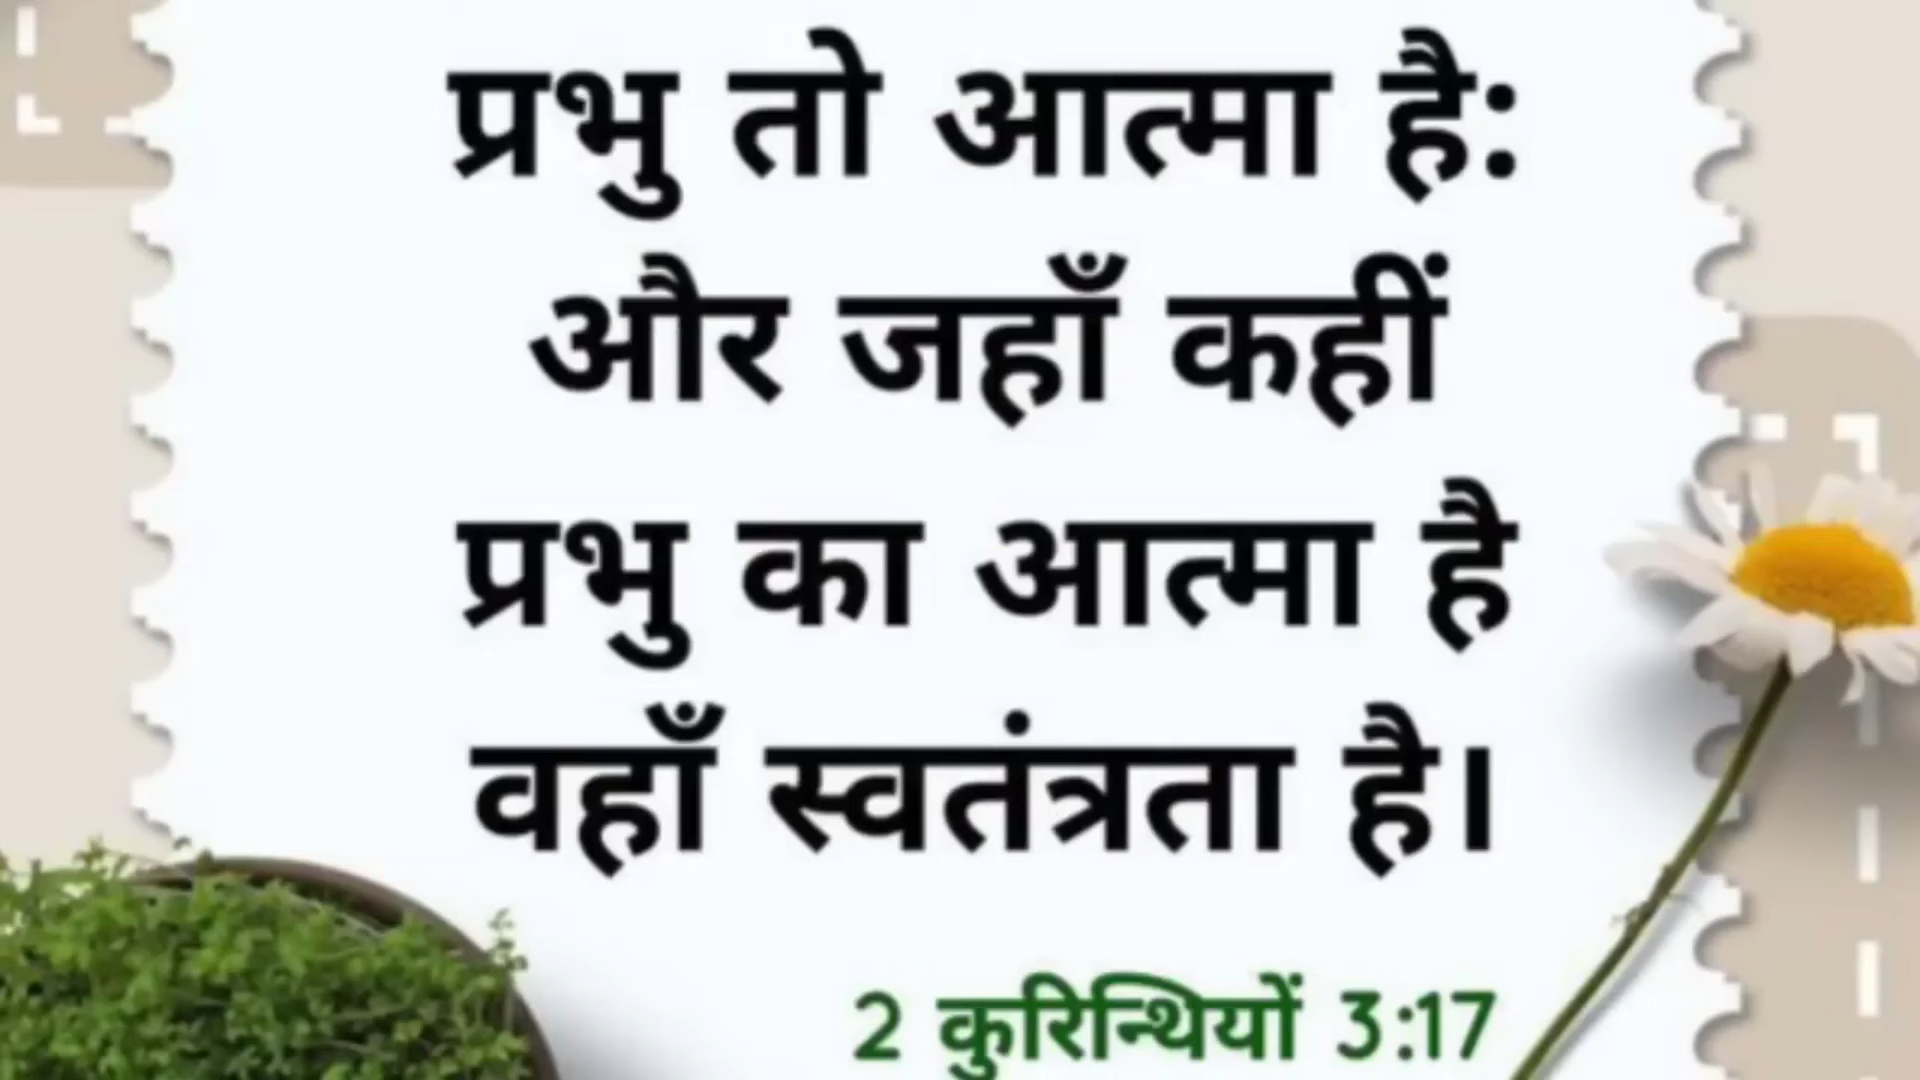 प्रभु तो आत्मा है:
और जहाँ कहीं
प्रभु का आत्मा है
वहाँ स्वतंत्रता है।
2 कुरिन्थियों 3:17